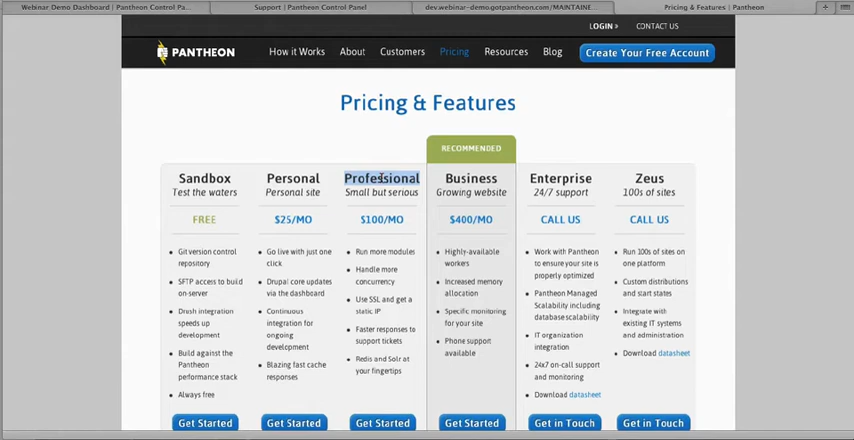 Webinar Demo Dashboard | Pantheon Control Pa...
Support | Pantheon Control Panel
dev.webinar-demo.gotpantheon.com/MAINTAINE...
Pricing & Features | Pantheon
LOGIN »
CONTACT US
PANTHEON
How it Works
About
Customers
Pricing
Resources
Blog
Create Your Free Account
Pricing & Features
RECOMMENDED
Sandbox
Test the waters
FREE
• Git version control
repository
• SFTP access to build
on-server
• Drush integration
speeds up
development
• Build against the
Pantheon
performance stack
• Always free
Get Started
Personal
Personal site
$25/MO
• Go live with just one
click
• Drupal core updates
via the dashboard
• Continuous
integration for
ongoing
development
• Blazing fast cache
responses
Get Started
Professional
Small but serious
$100/MO
• Run more modules
• Handle more
concurrency
• Use SSL and get a
static IP
• Faster responses to
support tickets
• Redis and Solr at
your fingertips
Get Started
Business
Growing website
$400/MO
• Highly-available
workers
• Increased memory
allocation
• Specific monitoring
for your site
• Phone support
available
Get Started
Enterprise
24/7 support
CALL US
• Work with Pantheon
to ensure your site is
properly optimized
• Pantheon Managed
Scalability including
database scalability
• IT organization
integration
• 24x7 on-call support
and monitoring
• Download datasheet
Get in Touch
Zeus
100s of sites
CALL US
• Run 100s of sites on
one platform
• Custom distributions
and start states
• Integrate with
existing IT systems
and administration
• Download datasheet
Get in Touch